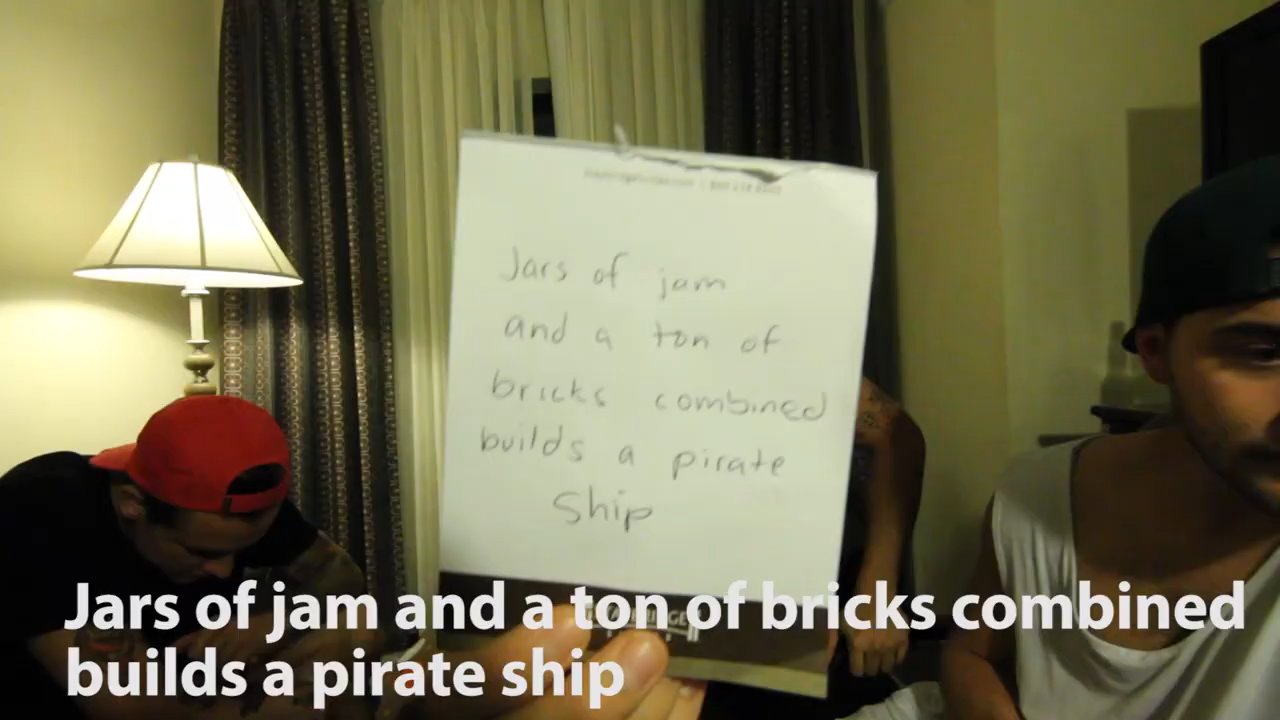 Jars of jam
and a ton of
bricks combined
builds a pirate
ship
Jars of jam and a ton of bricks combined
builds a pirate ship